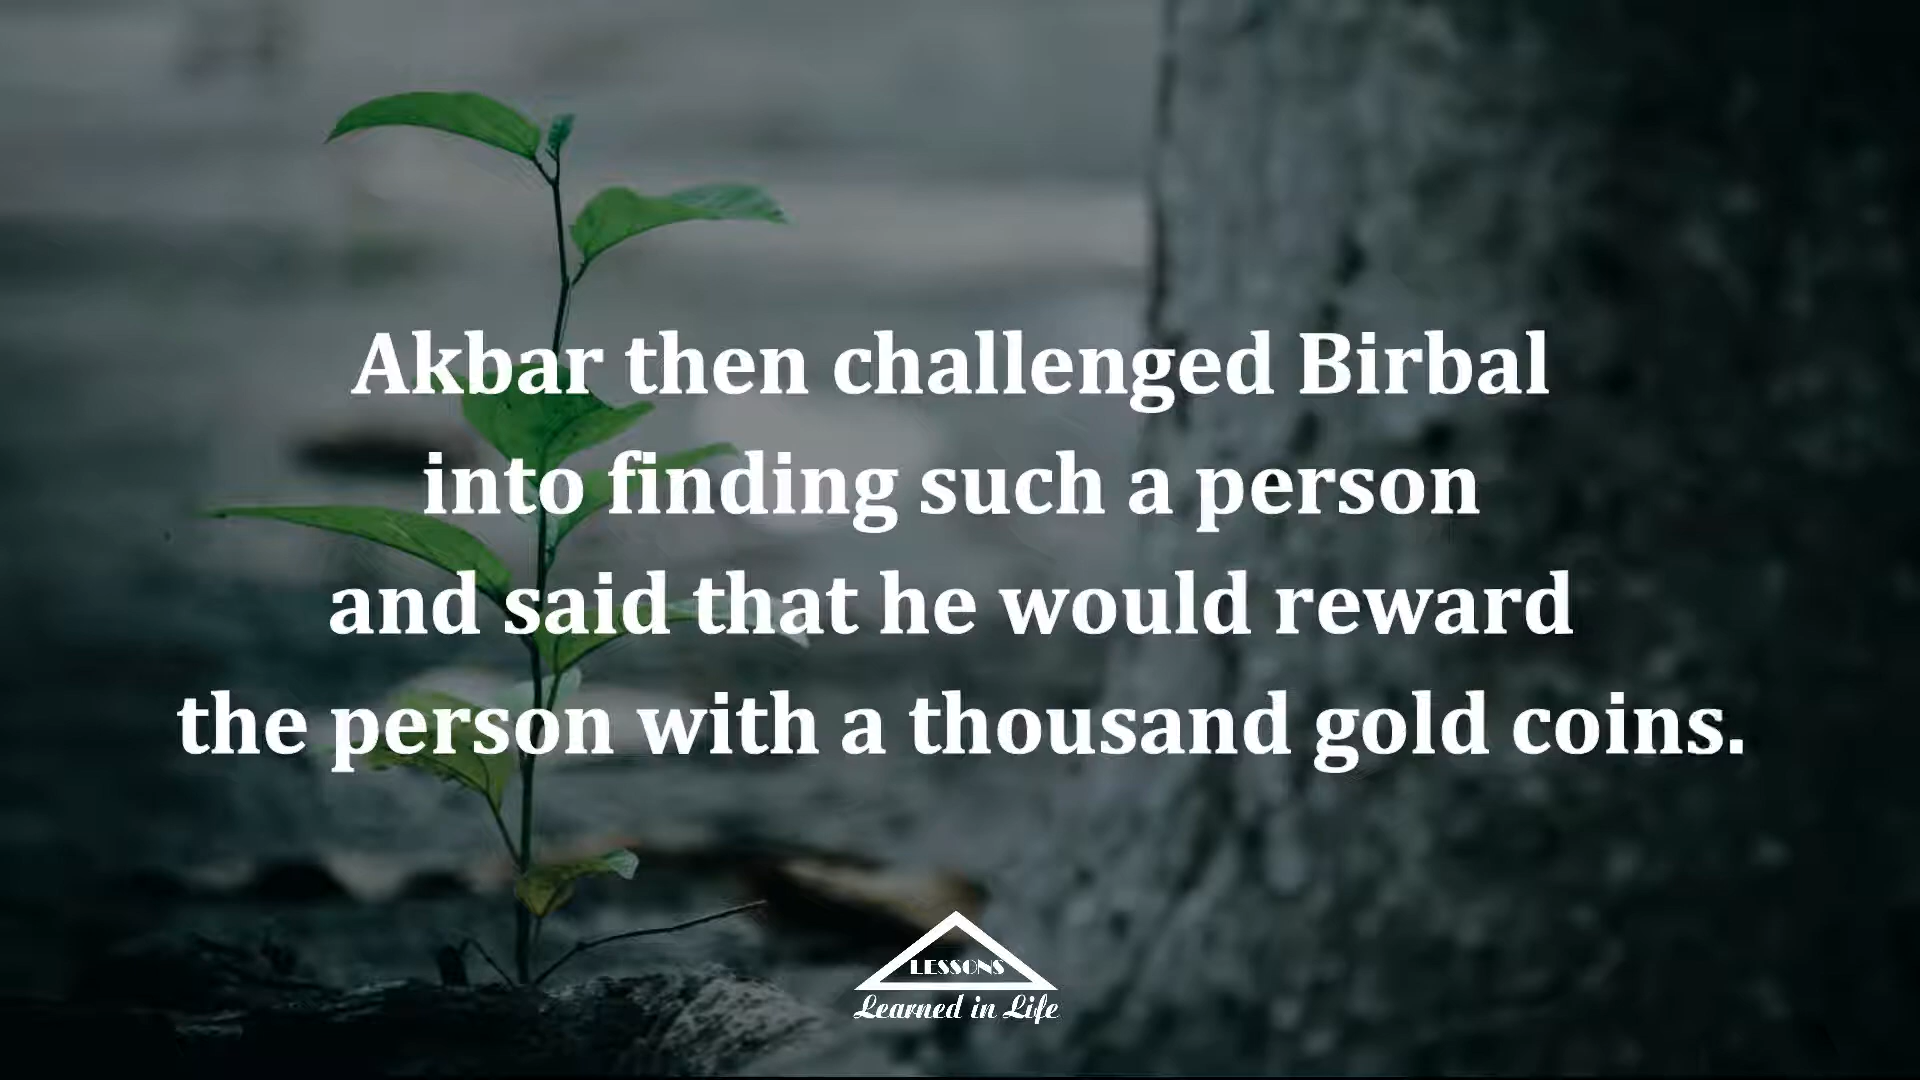 Akbar then challenged Birbal
into finding such a person
and said that he would reward
the person with a thousand gold coins.
LESSONS
Learned in Life